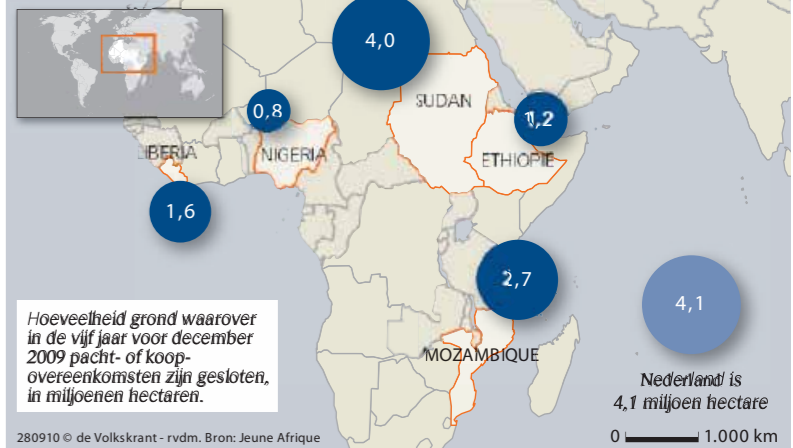 4,0
SUDAN
0,8
1,2
IBERIA
NIGERIA
ETHIOPIE
1,6
2,7
4,1
Hoeveelheid grond waarover
in de vijf jaar voor december
2009 pacht- of koop-
overeenkomsten zijn gesloten,
in miljoenen hectaren.
MOZAMBIQUE
Nederland is
4,1 miljoen hectare
280910 © de Volkskrant - rvdm. Bron: Jeune Afrique
0 1.000 km